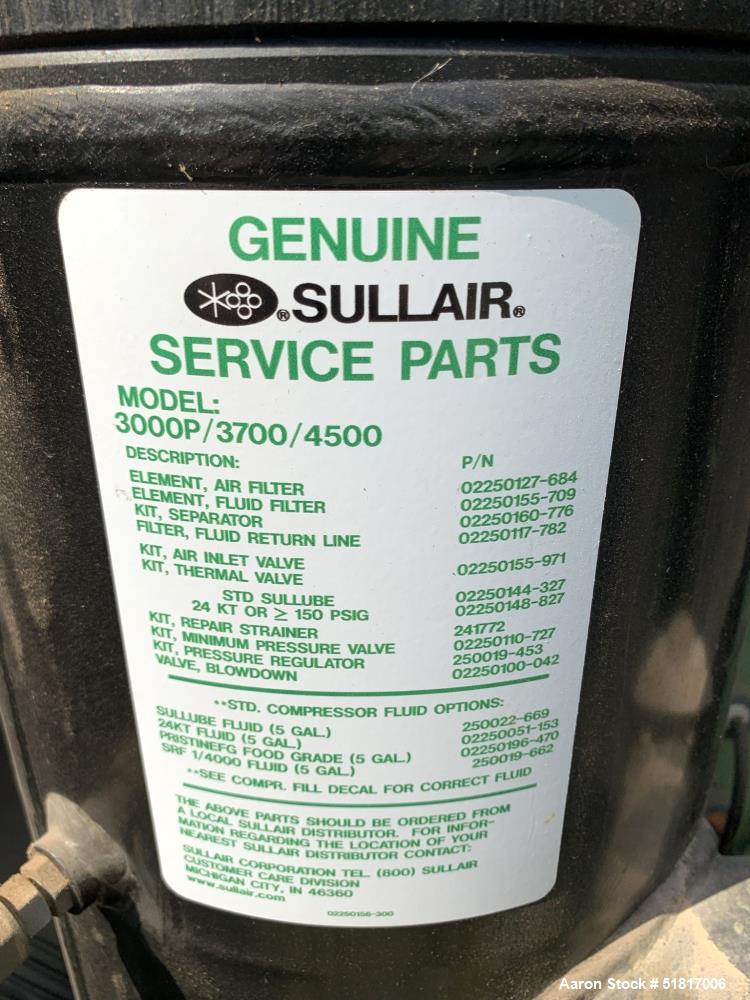 GENUINE
®SULLAIR®
SERVICE PARTS
MODEL:
3000P/3700/4500
DESCRIPTION: P/N
ELEMENT, AIR FILTER 02250127-684
ELEMENT, FLUID FILTER 02250155-709
KIT, SEPARATOR 02250160-776
FILTER, FLUID RETURN LINE 02250117-782
KIT, AIR INLET VALVE 02250155-971
KIT, THERMAL VALVE
STD SULLUBE 02250144-327
24 KT OR ≥ 150 PSIG 02250148-827
KIT, REPAIR STRAINER 241772
KIT, MINIMUM PRESSURE VALVE 02250110-727
KIT, PRESSURE REGULATOR 250019-453
VALVE, BLOWDOWN 02250100-042
**STD. COMPRESSOR FLUID OPTIONS:
SULLUBE FLUID (5 GAL.) 250022-669
24KT FLUID (5 GAL.) 02250051-153
PRISTINEFG FOOD GRADE (5 GAL.) 02250196-470
SRF 1/4000 FLUID (5 GAL.) 250019-662
**SEE COMPR. FILL DECAL FOR CORRECT FLUID
THE ABOVE PARTS SHOULD BE ORDERED FROM
A LOCAL SULLAIR DISTRIBUTOR. FOR INFOR-
MATION REGARDING THE LOCATION OF YOUR
NEAREST SULLAIR DISTRIBUTOR CONTACT:
SULLAIR CORPORATION TEL. (800) SULLAIR
CUSTOMER CARE DIVISION
MICHIGAN CITY, IN 46360
www.sullair.com
02250156-300
Aaron Stock # 51817006